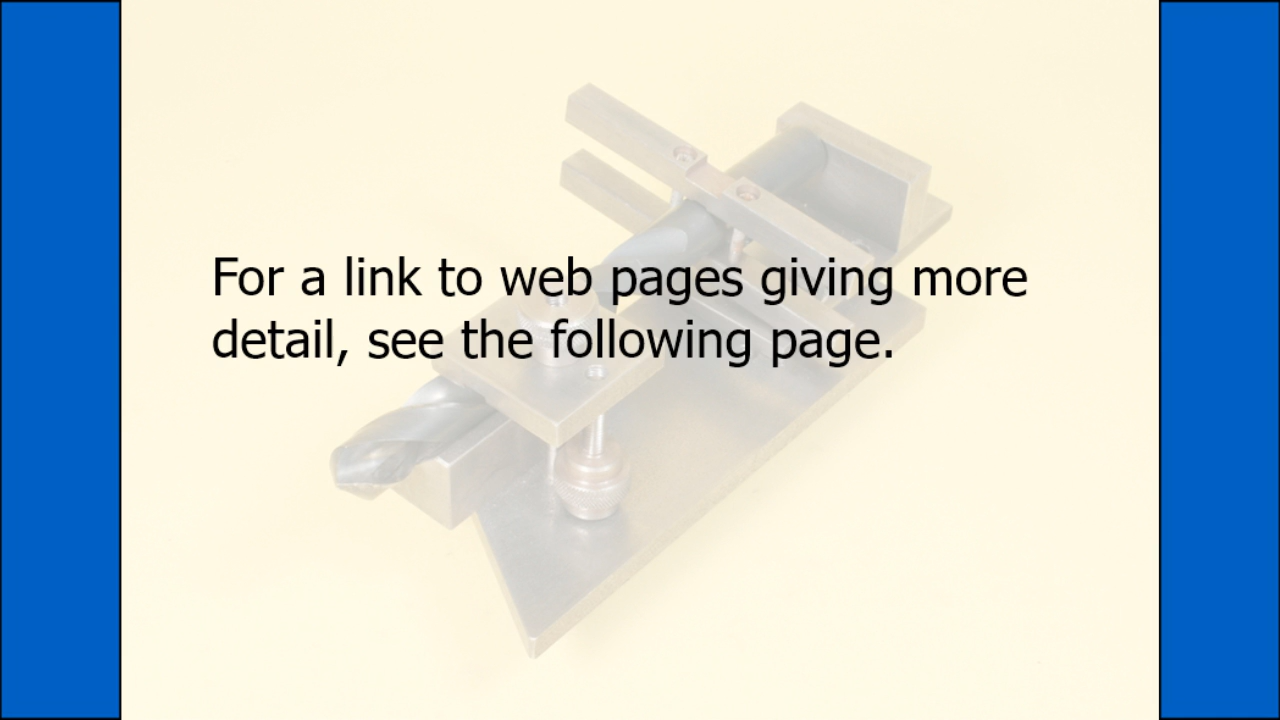 For a link to web pages giving more
detail, see the following page.